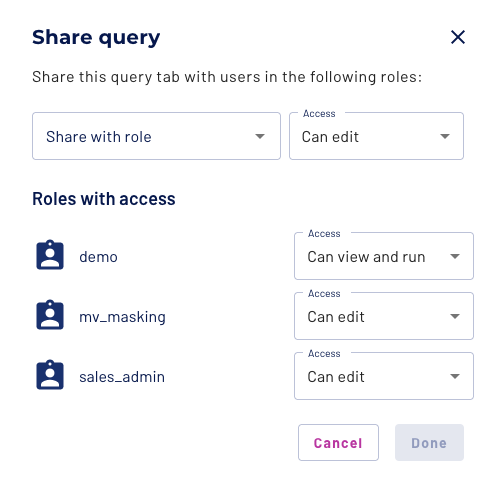 Share query
Share this query tab with users in the following roles:
Access
Share with role
Can edit
Roles with access
Access
demo
Can view and run
Access
mv_masking
Can edit
Access
sales_admin
Can edit
Cancel
Done